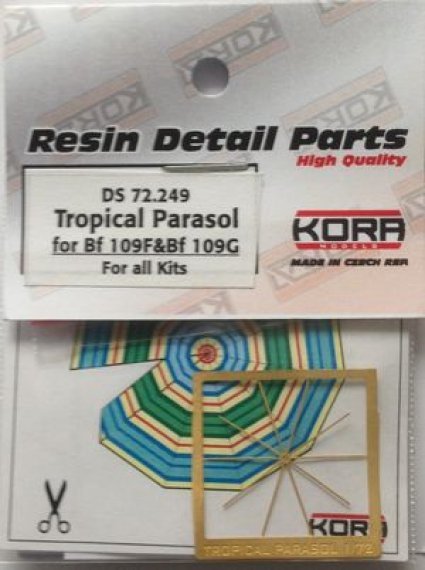 Resin Detail Parts
High Quality
DS 72.249
Tropical Parasol
for Bf 109F&Bf 109G
For all Kits
KORA
MODELS
MADE IN CZECH REP.
KORA
TROPICAL PARASOL 1/72